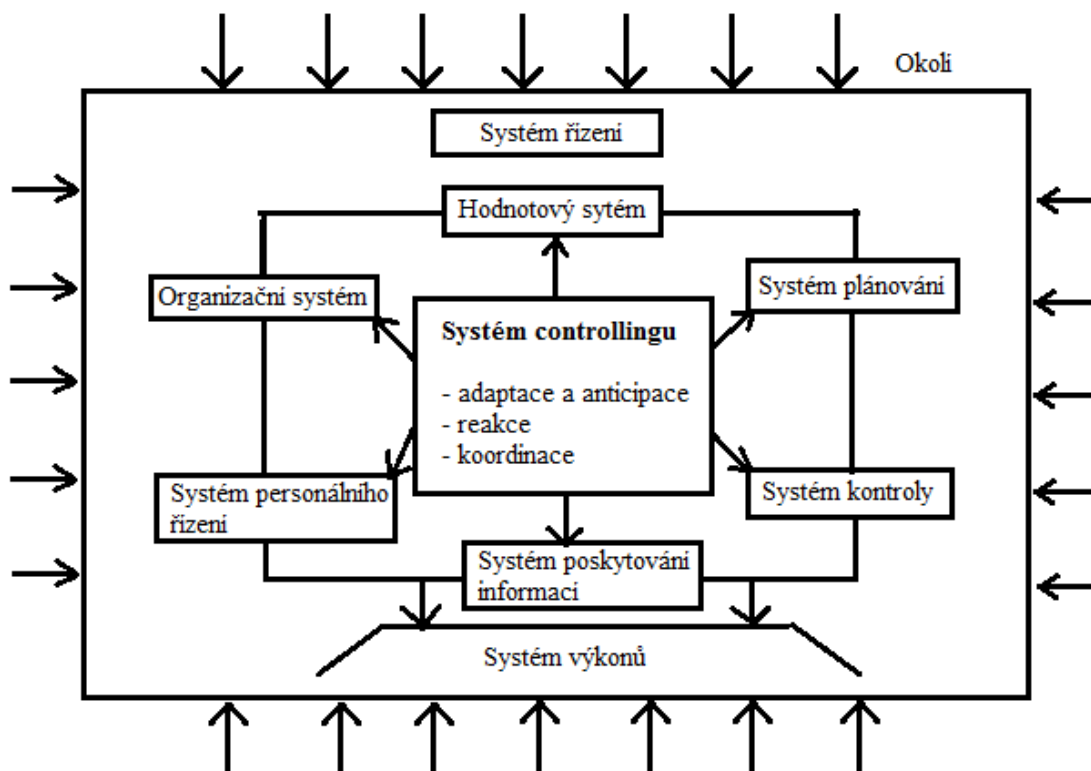 Okolí
Systém řízení
Hodnotový sytém
Organizační systém
Systém plánování
Systém controllingu
- adaptace a anticipace
- reakce
- koordinace
Systém personálního
řízení
Systém kontroly
Systém poskytování
informací
Systém výkonů